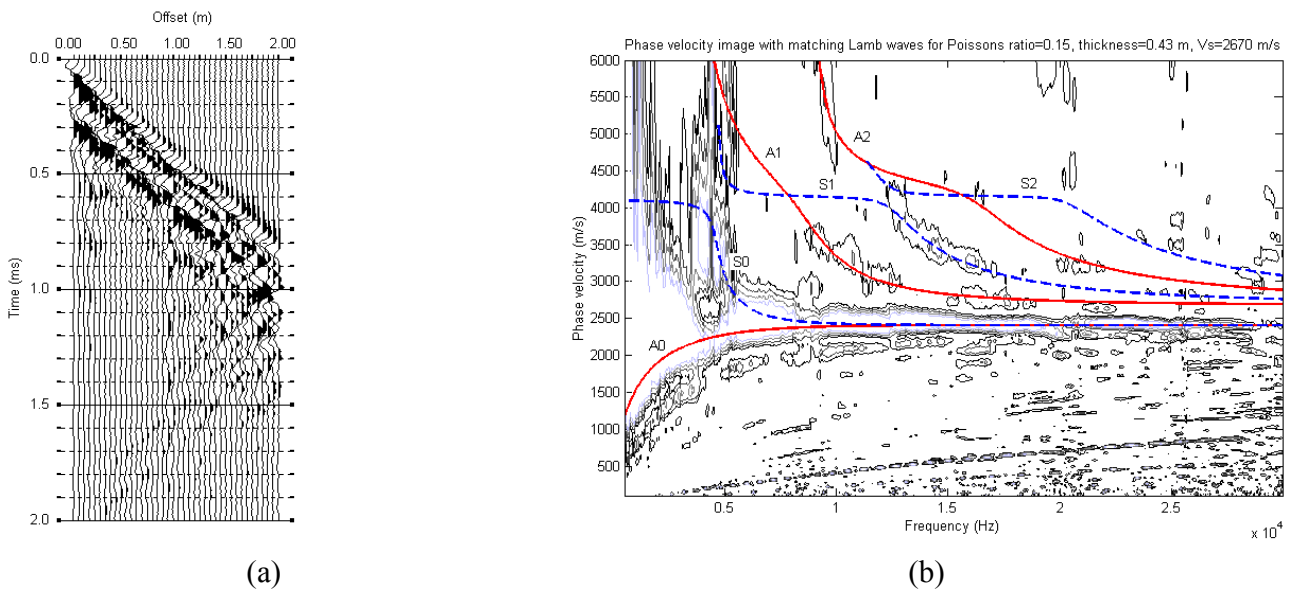 Offset (m)
0.00 0.50 1.00 1.50 2.00
0.0
0.5
1.0
1.5
2.0
Time (ms)
(a)
Phase velocity image with matching Lamb waves for Poissons ratio=0.15, thickness=0.43 m, Vs=2670 m/s
6000
5500
5000
4500
4000
3500
3000
2500
2000
1500
1000
500
Phase velocity (m/s)
A2
A1
S1
S2
S0
A0
0.5 1 1.5 2 2.5
Frequency (Hz)
x 10^4
(b)